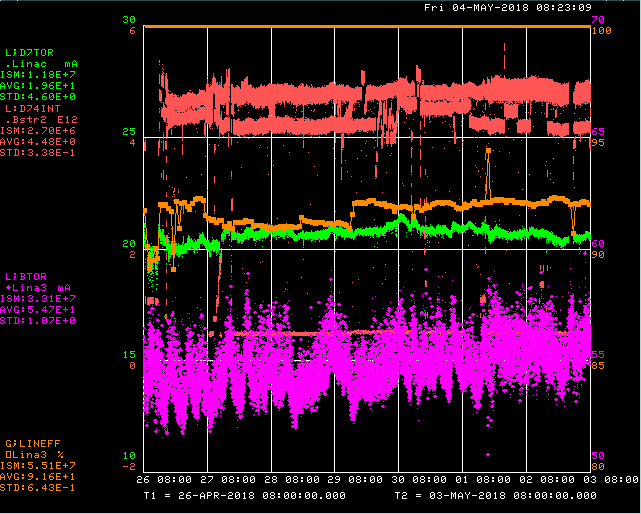 Fri 04-MAY-2018 08:23:09
30 70
6 100
L;D7TOR
.Linac mA
ISM:1.18E+7
AVG:1.96E+1
STD:4.60E+0
L:D74INT
.Bstr2 E12
ISM:2.70E+6
AVG:4.48E+0
STD:3.38E-1
25 65
4 95
20 60
2 90
L;BTOR
+Lina3 mA
ISM:3.31E+7
AVG:5.47E+1
STD:1.07E+0
15 55
0 85
G;LINEFF
□Lina3 %
ISM:5.51E+7
AVG:9.16E+1
STD:6.43E-1
10 50
-2 80
26 08:00 27 08:00 28 08:00 29 08:00 30 08:00 01 08:00 02 08:00 03 08:00
T1 = 26-APR-2018 08:00:00.000 T2 = 03-MAY-2018 08:00:00.000